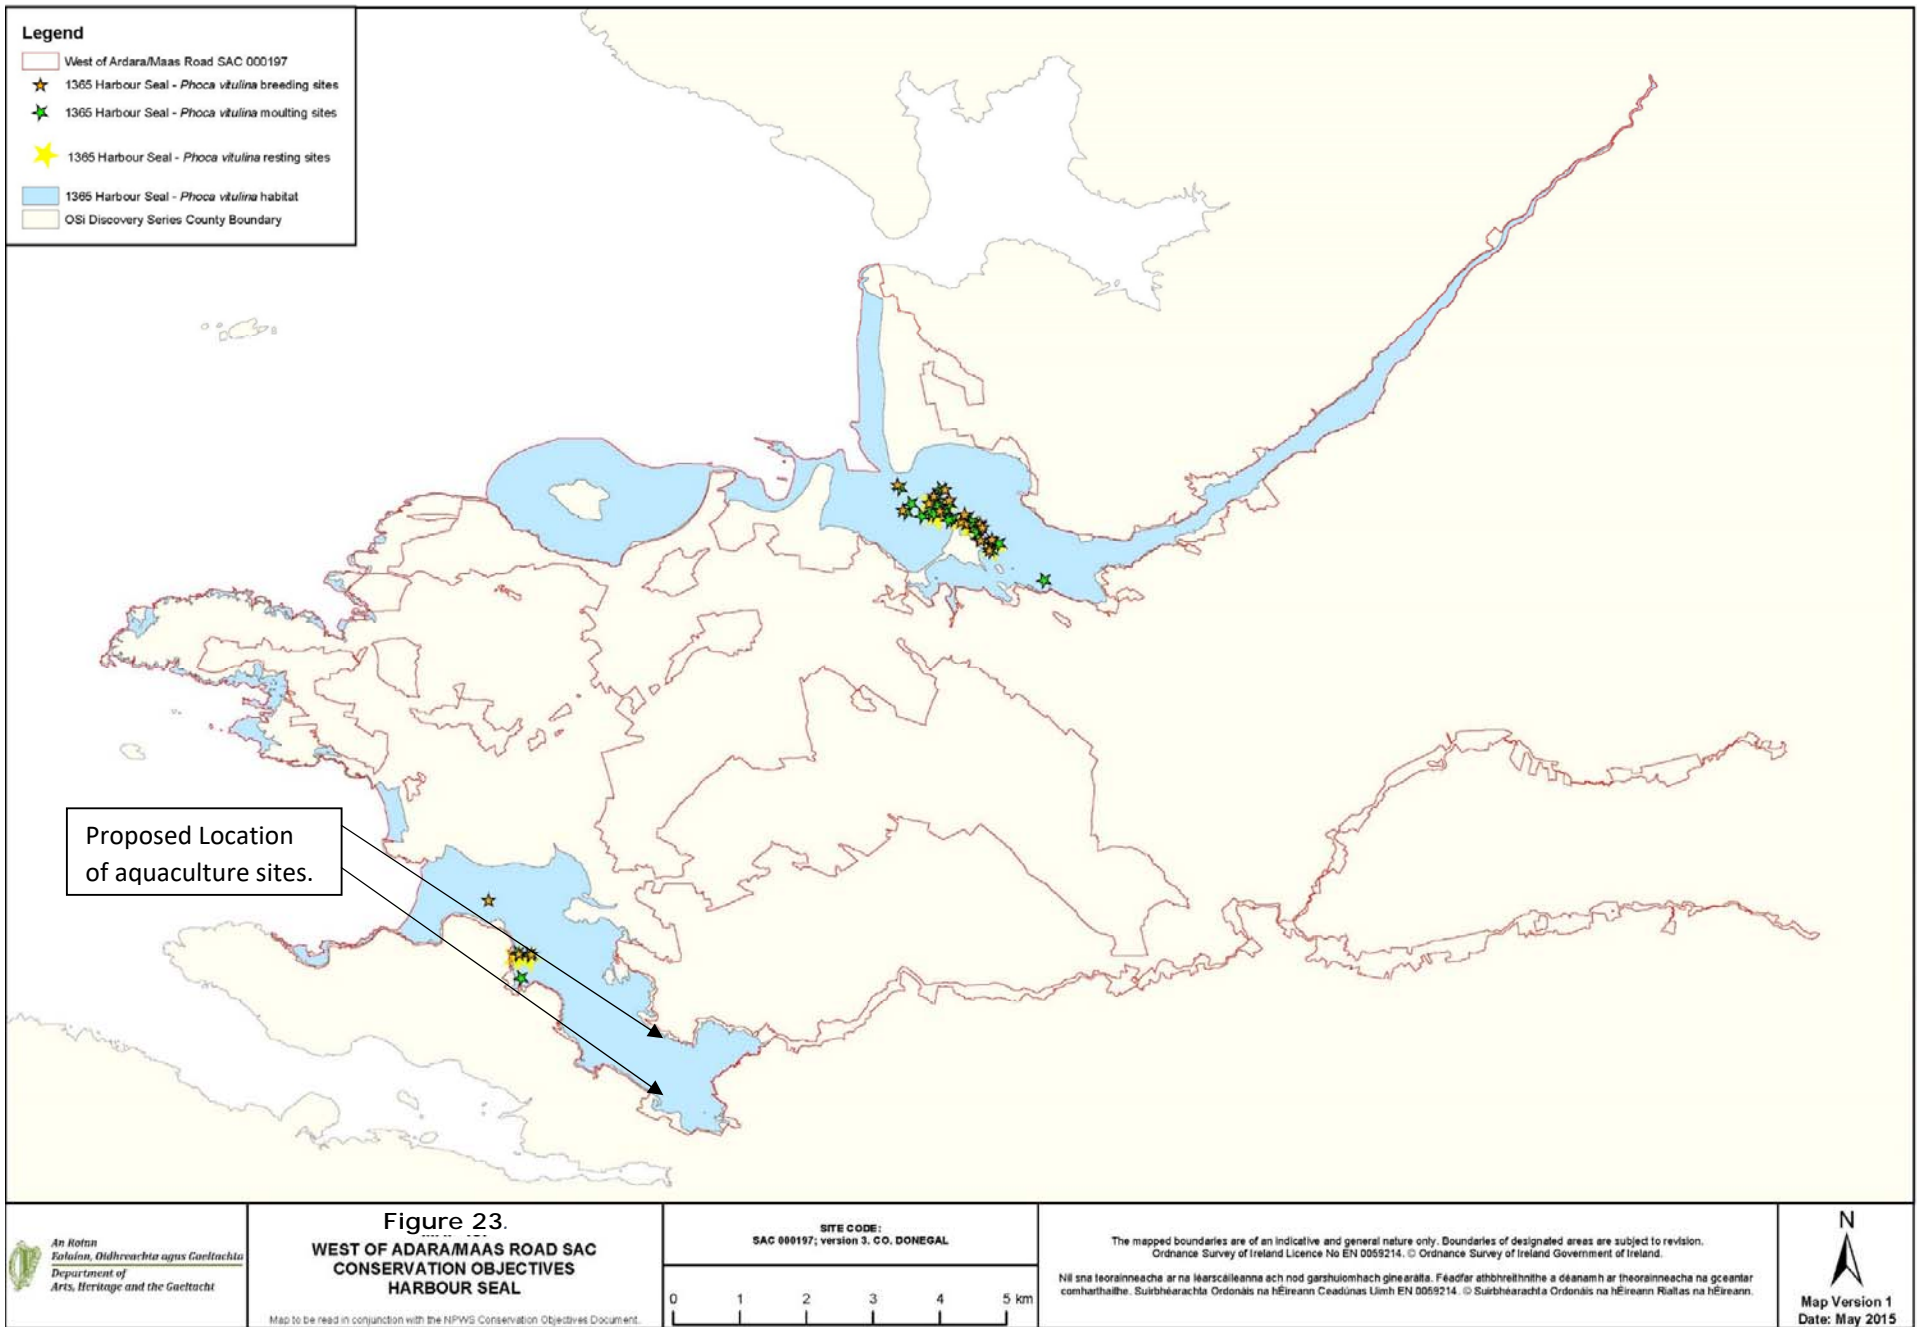 Legend
West of Ardara/Maas Road SAC 000197
1365 Harbour Seal - Phoca vitulina breeding sites
1365 Harbour Seal - Phoca vitulina moulting sites
1365 Harbour Seal - Phoca vitulina resting sites
1365 Harbour Seal - Phoca vitulina habitat
OSi Discovery Series County Boundary
Proposed Location
of aquaculture sites.
An Roinn
Ealaíon, Oidhreachta agus Gaeltachta
Department of
Arts, Heritage and the Gaeltacht
Figure 23.
WEST OF ADARA/MAAS ROAD SAC
CONSERVATION OBJECTIVES
HARBOUR SEAL
Map to be read in conjunction with the NPWS Conservation Objectives Document.
SITE CODE:
SAC 000197; version 3. CO. DONEGAL
0 1 2 3 4 5 km
The mapped boundaries are of an indicative and general nature only. Boundaries of designated areas are subject to revision.
Ordnance Survey of Ireland Licence No EN 0059214. © Ordnance Survey of Ireland Government of Ireland.
Níl sna teorainneacha ar na léarscáileanna ach nod garshuíomhach ginearálta. Féadfar athbhreithnithe a déanamh ar theorainneacha na gceantar
comharthaithe. Suirbhéarachta Ordonáis na hÉireann Ceadúnas Uimh EN 0059214. © Suirbhéarachta Ordonáis na hÉireann Rialtas na hÉireann.
N
Map Version 1
Date: May 2015